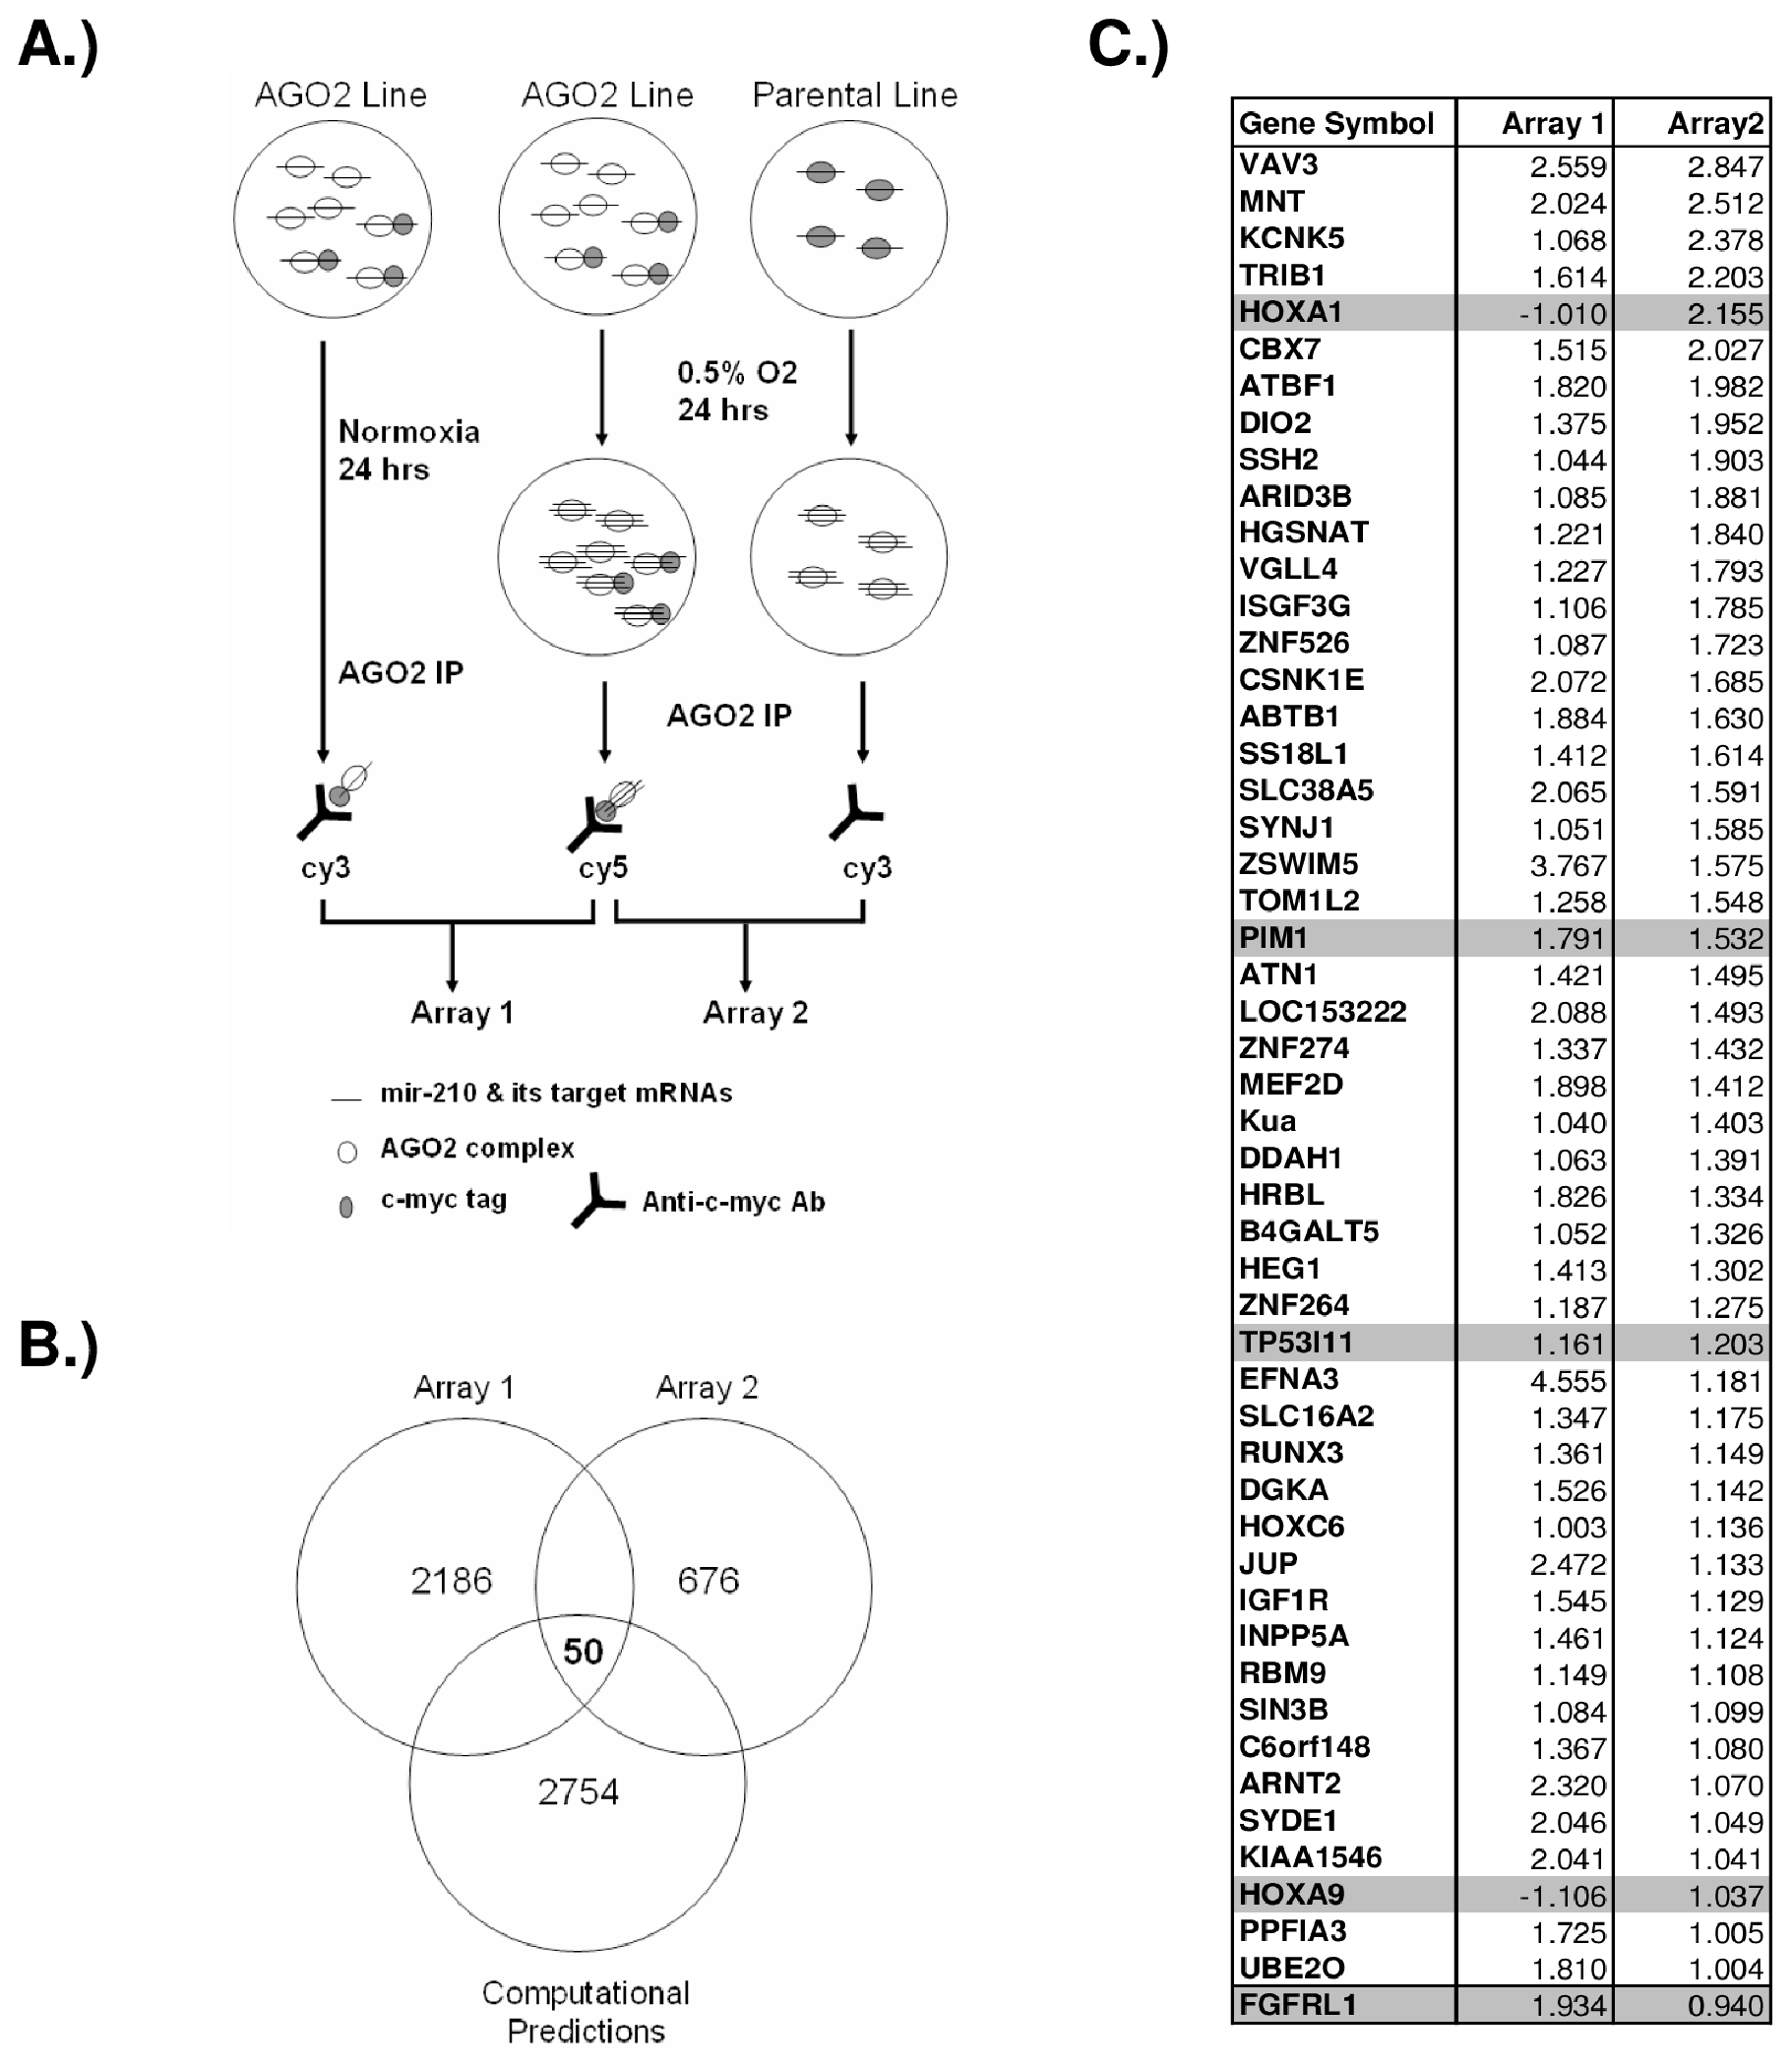 A.)
AGO2 Line
AGO2 Line
Parental Line
0.5% O2
24 hrs
Normoxia
24 hrs
AGO2 IP
AGO2 IP
cy3
cy5
cy3
Array 1
Array 2
mir-210 & its target mRNAs
AGO2 complex
c-myc tag
Anti-c-myc Ab
B.)
Array 1
Array 2
2186
676
50
2754
Computational
Predictions
C.)
Gene Symbol Array 1 Array2
VAV3 2.559 2.847
MNT 2.024 2.512
KCNK5 1.068 2.378
TRIB1 1.614 2.203
HOXA1 -1.010 2.155
CBX7 1.515 2.027
ATBF1 1.820 1.982
DIO2 1.375 1.952
SSH2 1.044 1.903
ARID3B 1.085 1.881
HGSNAT 1.221 1.840
VGLL4 1.227 1.793
ISGF3G 1.106 1.785
ZNF526 1.087 1.723
CSNK1E 2.072 1.685
ABTB1 1.884 1.630
SS18L1 1.412 1.614
SLC38A5 2.065 1.591
SYNJ1 1.051 1.585
ZSWIM5 3.767 1.575
TOM1L2 1.258 1.548
PIM1 1.791 1.532
ATN1 1.421 1.495
LOC153222 2.088 1.493
ZNF274 1.337 1.432
MEF2D 1.898 1.412
Kua 1.040 1.403
DDAH1 1.063 1.391
HRBL 1.826 1.334
B4GALT5 1.052 1.326
HEG1 1.413 1.302
ZNF264 1.187 1.275
TP53I11 1.161 1.203
EFNA3 4.555 1.181
SLC16A2 1.347 1.175
RUNX3 1.361 1.149
DGKA 1.526 1.142
HOXC6 1.003 1.136
JUP 2.472 1.133
IGF1R 1.545 1.129
INPP5A 1.461 1.124
RBM9 1.149 1.108
SIN3B 1.084 1.099
C6orf148 1.367 1.080
ARNT2 2.320 1.070
SYDE1 2.046 1.049
KIAA1546 2.041 1.041
HOXA9 -1.106 1.037
PPFIA3 1.725 1.005
UBE2O 1.810 1.004
FGFRL1 1.934 0.940